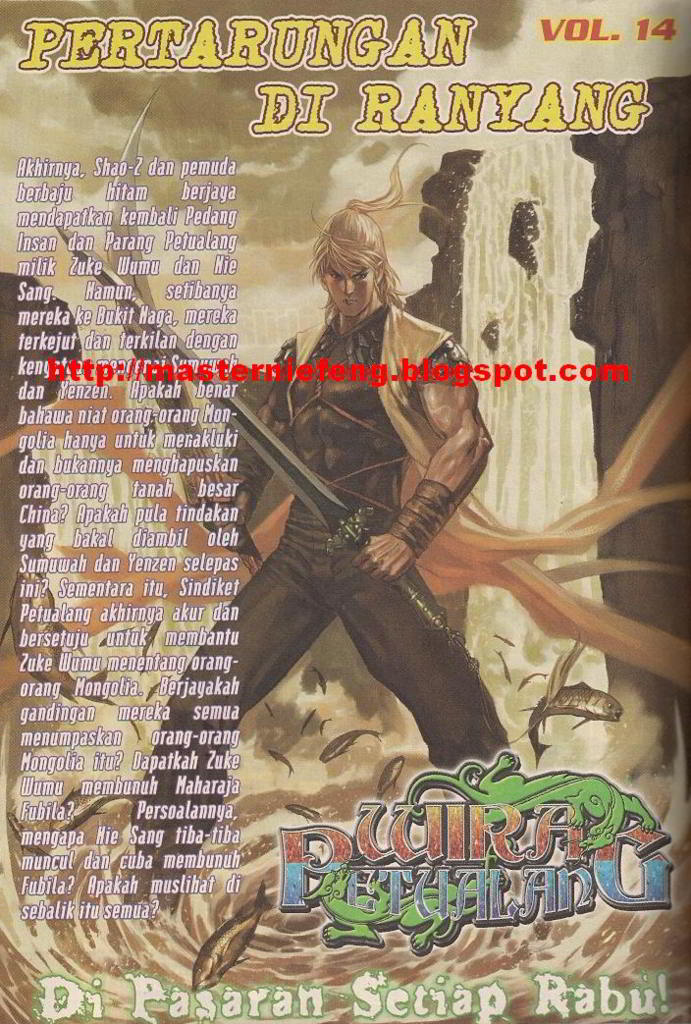 PERTARUNGAN
VOL. 14
DI RANYANG
Akhirnya, Shao-Z dan pemuda
berbaju hitam berjaya
mendapatkan kembali Pedang
Insan dan Parang Petualang
milik Zuke Wumu dan Nie
Sang. Namun, setibanya
mereka ke Bukit Naga, mereka
terkejut dan terkilan dengan
Sumuwah
http://masterniefeng.blogspot.com
dan Yenzen. Apakah benar
bahawa niat orang-orang Mon-
golia hanya untuk menakluki
dan bukannya menghapuskan
orang-orang tanah besar
China? Apakah pula tindakan
yang bakal diambil oleh
Sumuwah dan Yenzen selepas
ini? Sementara itu, Sindiket
Petualang akhirnya akur dan
bersetuju untuk membantu
Zuke Wumu menentang orang-
orang Mongolia. Berjayakah
gandingan mereka semua
menumpaskan orang-orang
Mongolia itu? Dapatkah Zuke
Wumu membunuh Maharaja
Fubila? Persoalannya,
mengapa Nie Sang tiba-tiba
muncul dan cuba membunuh
Fubila? Apakah muslihat di
sebalik itu semua?
WIRA
PETUALANG
Di Pasaran Setiap Rabu!